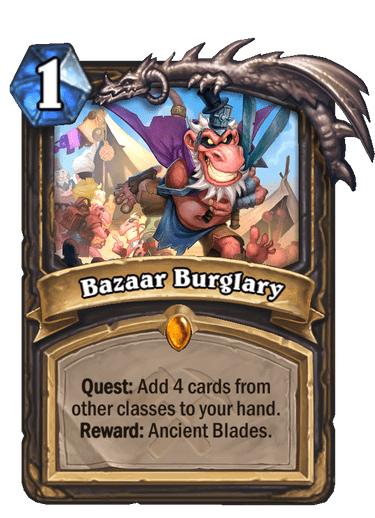 1
Bazaar Burglary
Quest: Add 4 cards from
other classes to your hand.
Reward: Ancient Blades.